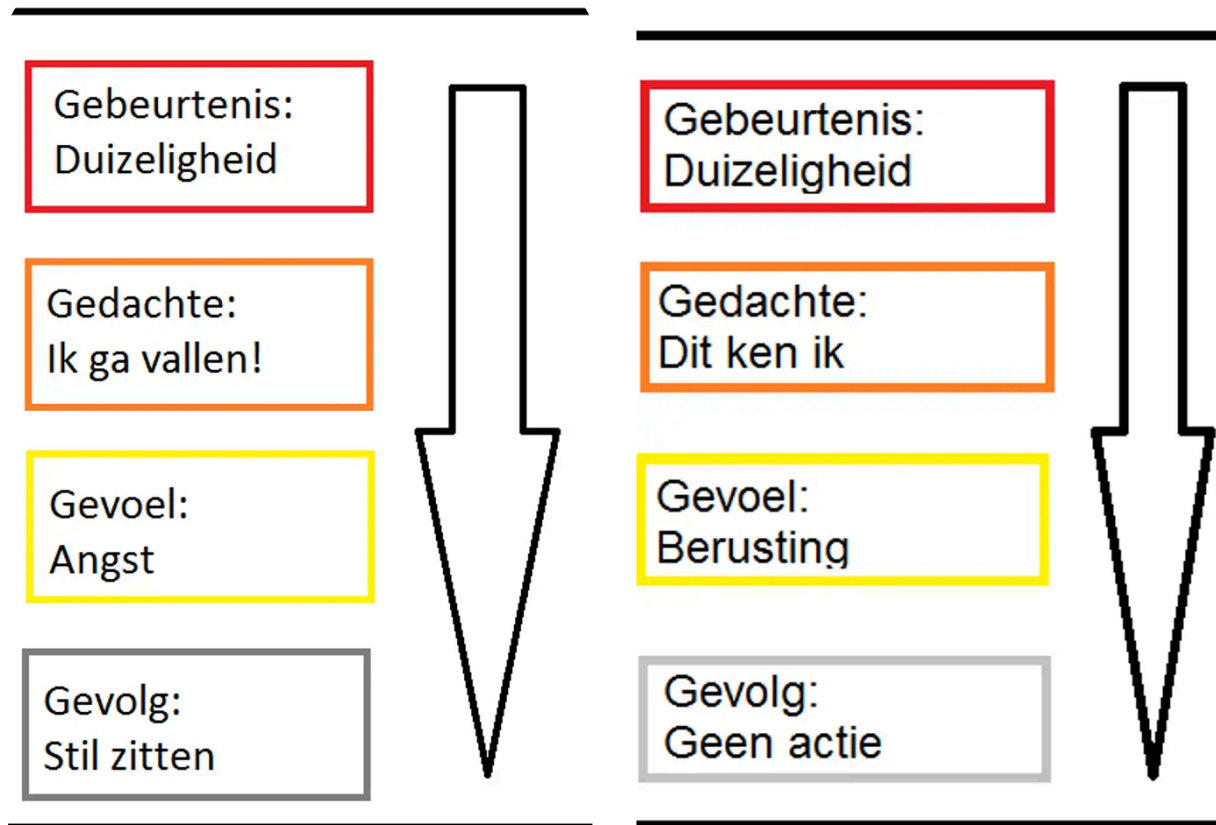 Gebeurtenis:
Duizeligheid
Gedachte:
Ik ga vallen!
Gevoel:
Angst
Gevolg:
Stil zitten
Gebeurtenis:
Duizeligheid
Gedachte:
Dit ken ik
Gevoel:
Berusting
Gevolg:
Geen actie